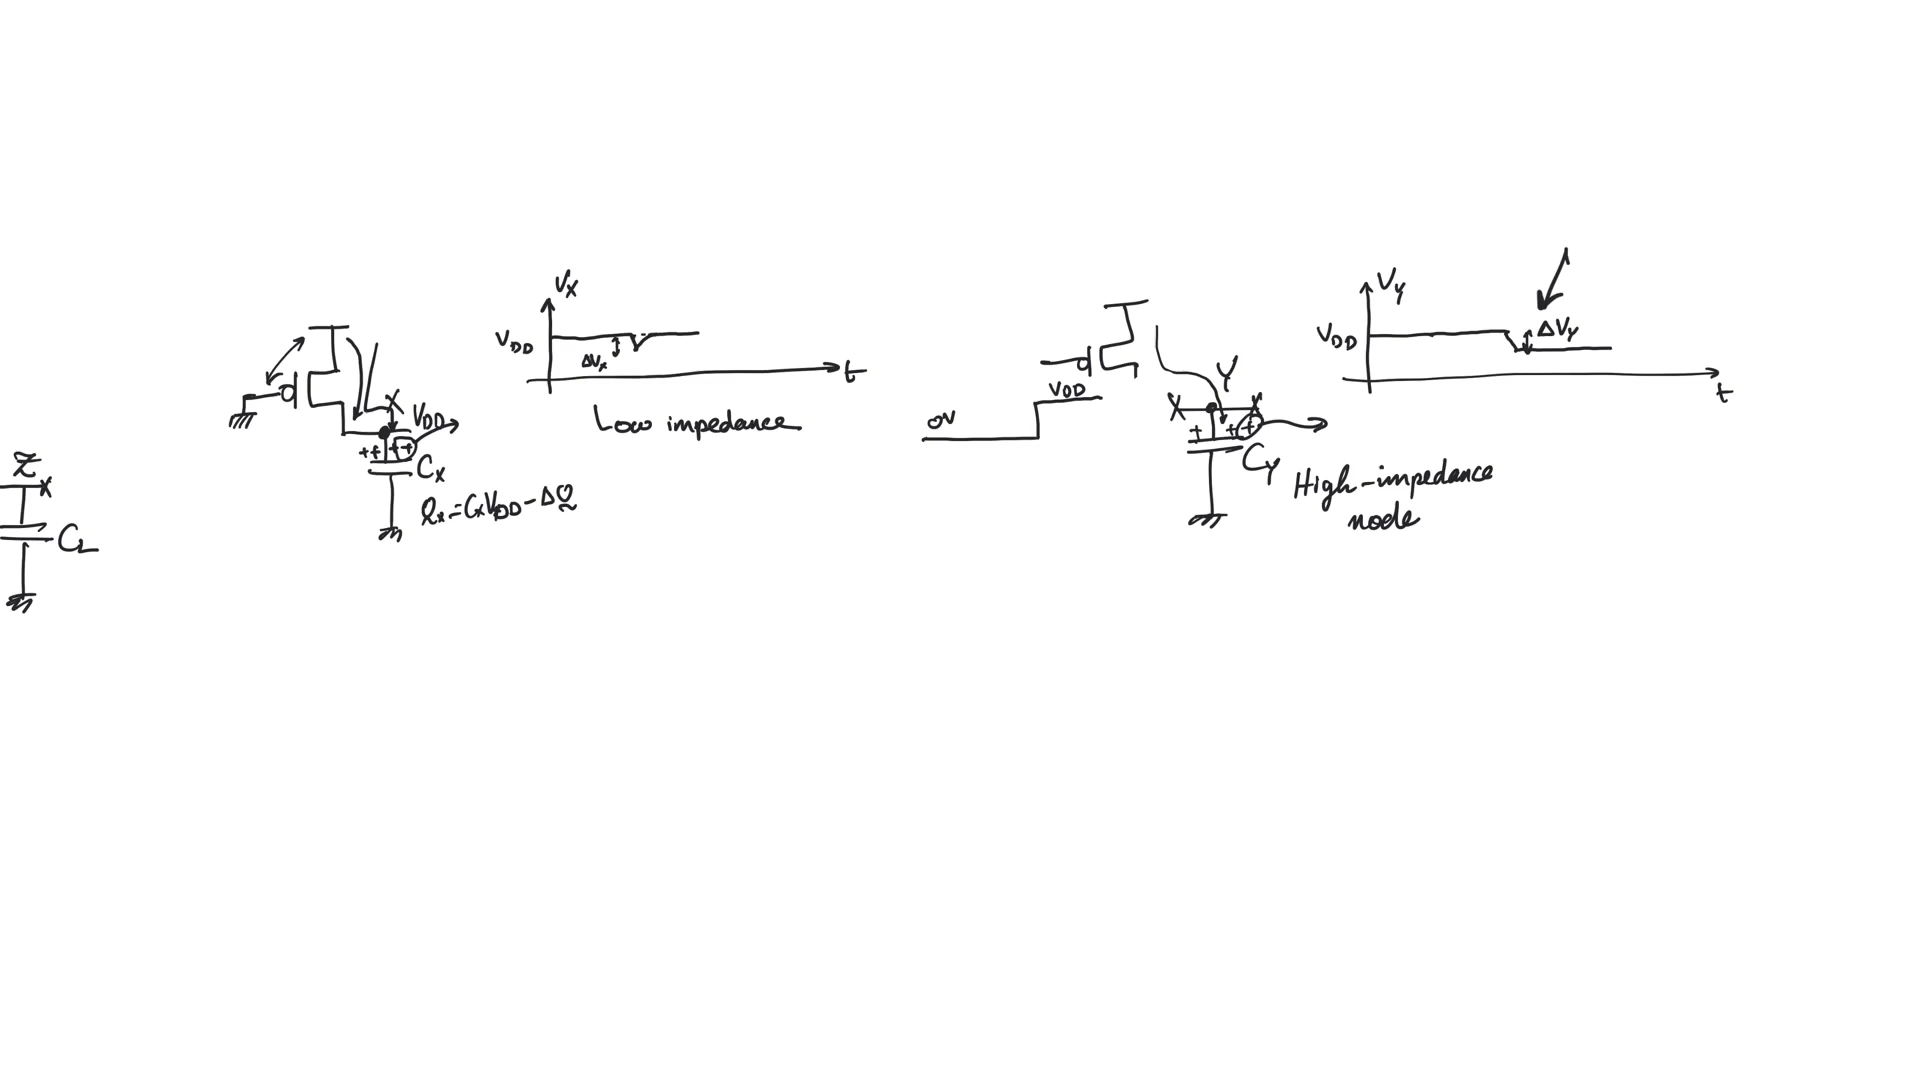 Z
x
C_L
X
V_DD
+ + + +
C_x
Q_x = C_x V_DD - ΔQ
V_x
V_DD
ΔV_x
t
Low impedance
0V
VDD
Y
X
X
+ + +
C_y
High-impedance
node
V_y
V_DD
ΔV_y
t